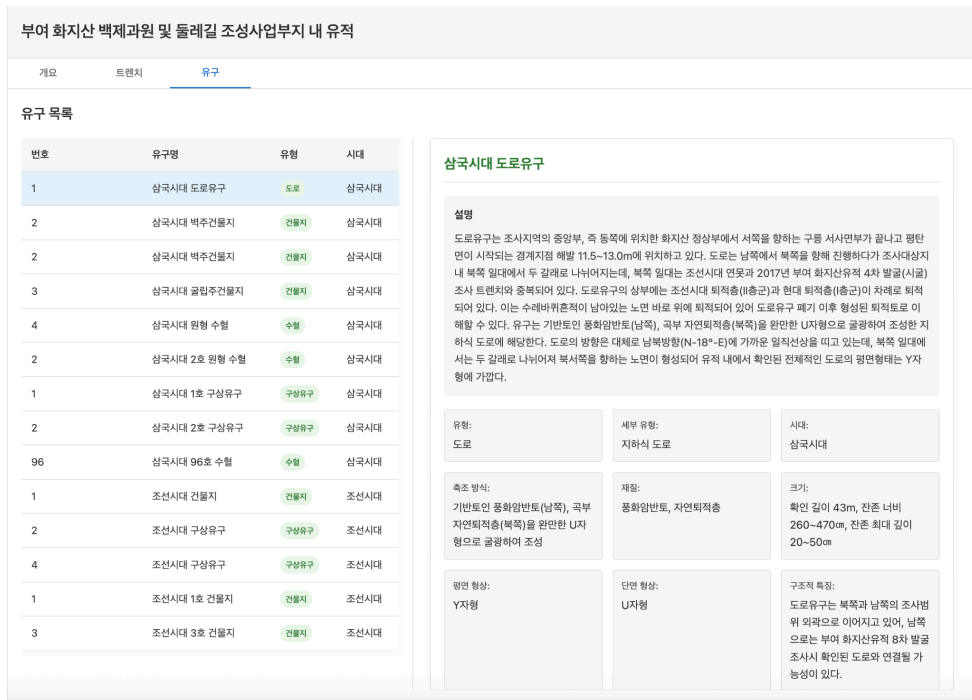 부여 화지산 백제과원 및 둘레길 조성사업부지 내 유적
개요 트렌치 유구
유구 목록
번호 유구명 유형 시대
1 삼국시대 도로유구 도로 삼국시대
2 삼국시대 벽주건물지 건물지 삼국시대
2 삼국시대 벽주건물지 건물지 삼국시대
3 삼국시대 굴립주건물지 건물지 삼국시대
4 삼국시대 원형 수혈 수혈 삼국시대
2 삼국시대 2호 원형 수혈 수혈 삼국시대
1 삼국시대 1호 구상유구 구상유구 삼국시대
2 삼국시대 2호 구상유구 구상유구 삼국시대
96 삼국시대 96호 수혈 수혈 삼국시대
1 조선시대 건물지 건물지 조선시대
2 조선시대 구상유구 구상유구 조선시대
4 조선시대 구상유구 구상유구 조선시대
1 조선시대 1호 건물지 건물지 조선시대
3 조선시대 3호 건물지 건물지 조선시대
삼국시대 도로유구
설명
도로유구는 조사지역의 중앙부, 즉 동쪽에 위치한 화지산 정상부에서 서쪽을 향하는 구릉 서사면부가 끝나고 평탄
면이 시작되는 경계지점 해발 11.5~13.0m에 위치하고 있다. 도로는 남쪽에서 북쪽을 향해 진행하다가 조사대상지
내 북쪽 일대에서 두 갈래로 나뉘어지는데, 북쪽 일대는 조선시대 연못과 2017년 부여 화지산유적 4차 발굴(시굴)
조사 트렌치와 중복되어 있다. 도로유구의 상부에는 조선시대 퇴적층(II층군)과 현대 퇴적층(I층군)이 차례로 퇴적
되어 있다. 이는 수레바퀴흔적이 남아있는 노면 바로 위에 퇴적되어 있어 도로유구 폐기 이후 형성된 퇴적토로 이
해할 수 있다. 유구는 기반토인 풍화암반토(남쪽), 곡부 자연퇴적층(북쪽)을 완만한 U자형으로 굴광하여 조성한 지
하식 도로에 해당한다. 도로의 방향은 대체로 남북방향(N-18°-E)에 가까운 일직선상을 띠고 있는데, 북쪽 일대에
서는 두 갈래로 나뉘어져 북서쪽을 향하는 노면이 형성되어 유적 내에서 확인된 전체적인 도로의 평면형태는 Y자
형에 가깝다.
유형:
도로
세부 유형:
지하식 도로
시대:
삼국시대
축조 방식:
기반토인 풍화암반토(남쪽), 곡부
자연퇴적층(북쪽)을 완만한 U자
형으로 굴광하여 조성
재질:
풍화암반토, 자연퇴적층
크기:
확인 길이 43m, 잔존 너비
260~470㎝, 잔존 최대 깊이
20~50㎝
평면 형상:
Y자형
단면 형상:
U자형
구조적 특징:
도로유구는 북쪽과 남쪽의 조사범
위 외곽으로 이어지고 있어, 남쪽
으로는 부여 화지산유적 8차 발굴
조사시 확인된 도로와 연결될 가
능성이 있다.